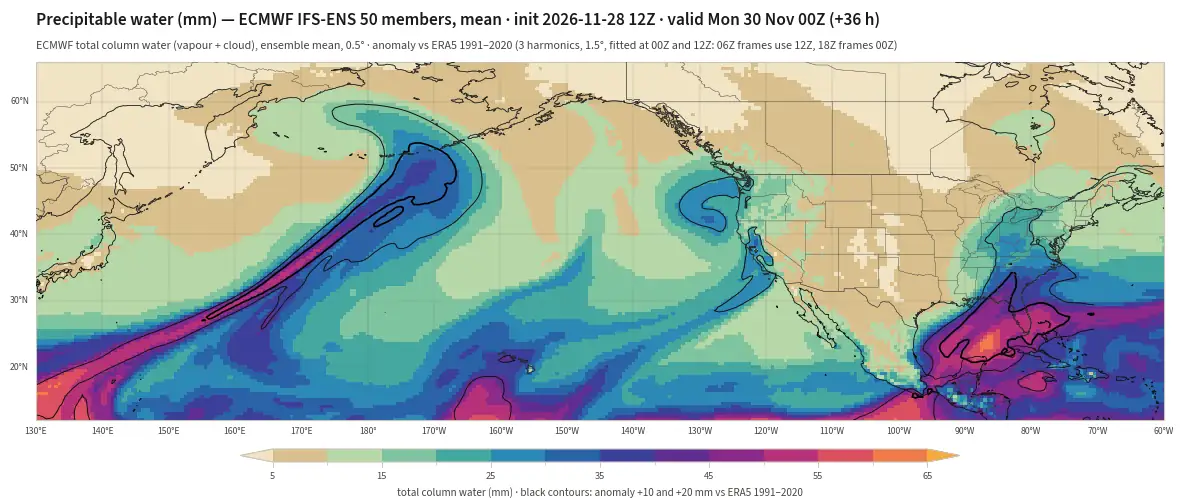 Precipitable water (mm) — ECMWF IFS-ENS 50 members, mean · init 2026-11-28 12Z · valid Mon 30 Nov 00Z (+36 h)
ECMWF total column water (vapour + cloud), ensemble mean, 0.5° · anomaly vs ERA5 1991–2020 (3 harmonics, 1.5°, fitted at 00Z and 12Z: 06Z frames use 12Z, 18Z frames 00Z)
60°N
50°N
40°N
30°N
20°N
130°E 140°E 150°E 160°E 170°E 180° 170°W 160°W 150°W 140°W 130°W 120°W 110°W 100°W 90°W 80°W 70°W 60°W
5 15 25 35 45 55 65
total column water (mm) · black contours: anomaly +10 and +20 mm vs ERA5 1991–2020